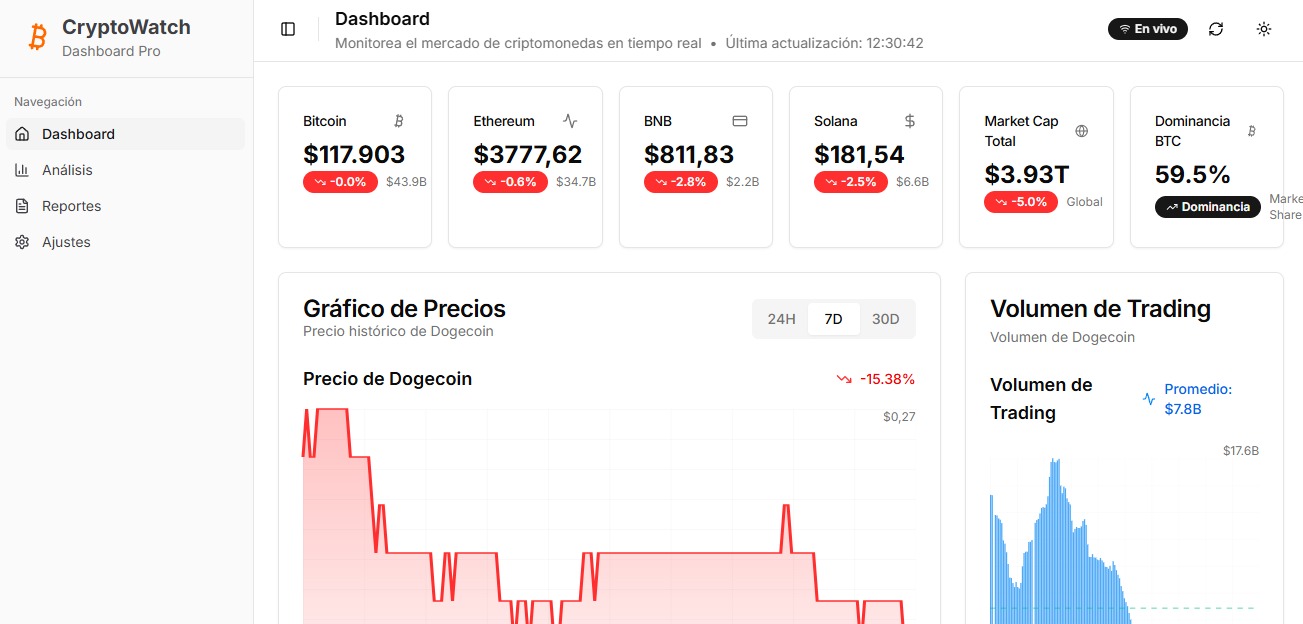 CryptoWatch
Dashboard Pro
Navegación
Dashboard
Análisis
Reportes
Ajustes
Dashboard
Monitorea el mercado de criptomonedas en tiempo real • Última actualización: 12:30:42
En vivo
Bitcoin
$117.903
-0.0% $43.9B
Ethereum
$3777,62
-0.6% $34.7B
BNB
$811,83
-2.8% $2.2B
Solana
$181,54
-2.5% $6.6B
Market Cap
Total
$3.93T
-5.0% Global
Dominancia
BTC
59.5%
Dominancia
Marke
Share
Gráfico de Precios
Precio histórico de Dogecoin
24H 7D 30D
Precio de Dogecoin
-15.38%
$0,27
Volumen de Trading
Volumen de Dogecoin
Volumen de
Trading
Promedio:
$7.8B
$17.6B